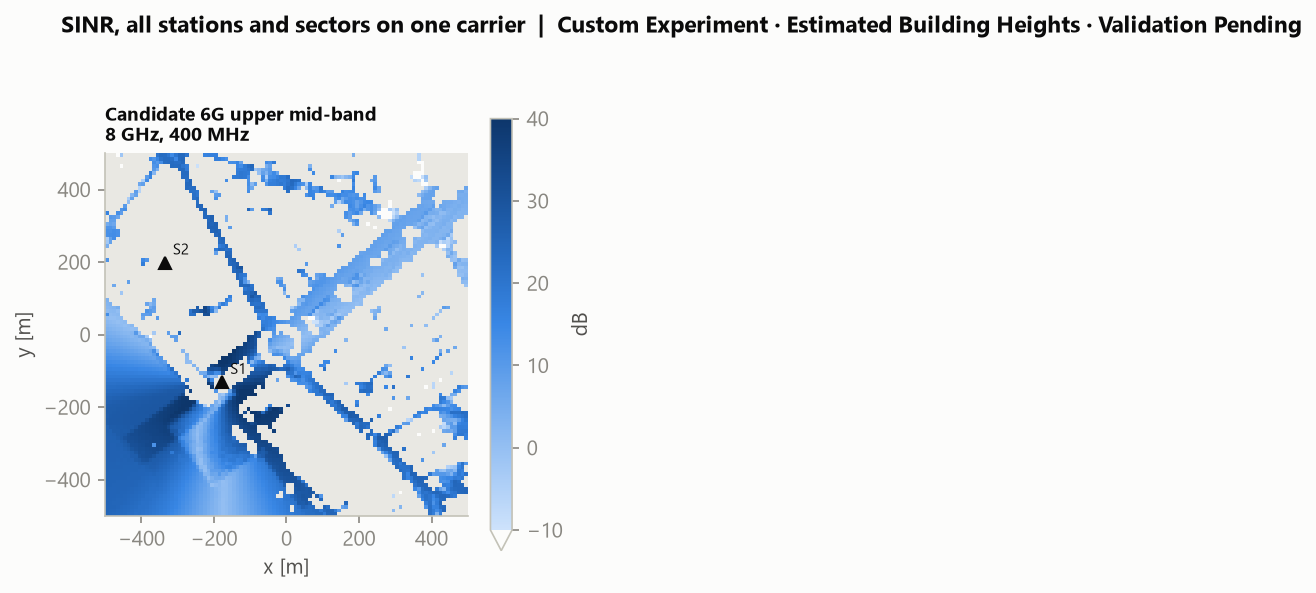 SINR, all stations and sectors on one carrier | Custom Experiment · Estimated Building Heights · Validation Pending
Candidate 6G upper mid-band
8 GHz, 400 MHz
S2
S1
400
200
0
−200
−400
y [m]
−400 −200 0 200 400
x [m]
40
30
20
10
0
−10
dB